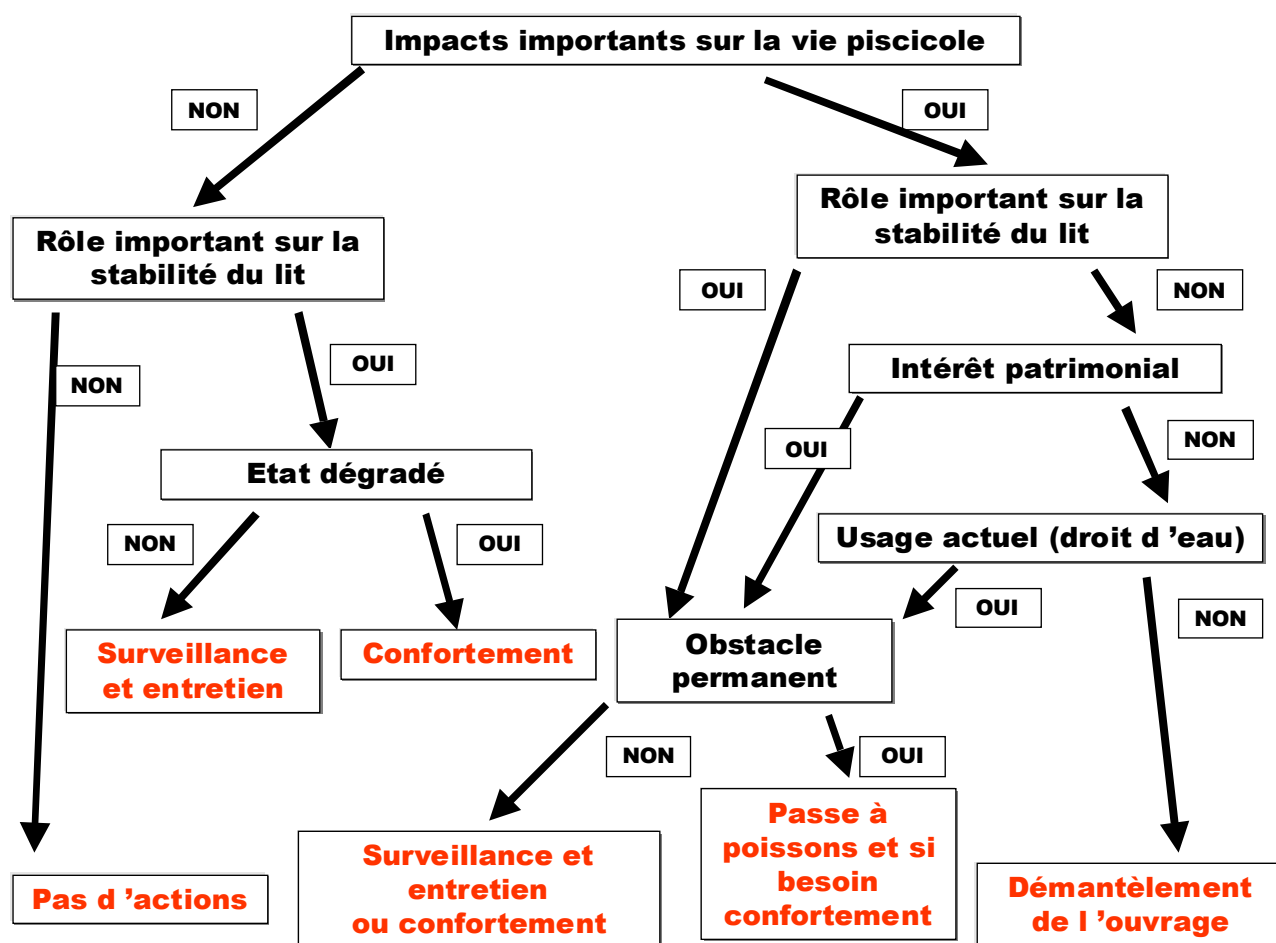 Impacts importants sur la vie piscicole
NON
OUI
Rôle important sur la
stabilité du lit
Rôle important sur la
stabilité du lit
OUI
NON
NON
OUI
Intérêt patrimonial
OUI
NON
Etat dégradé
NON
OUI
Usage actuel (droit d ’eau)
OUI
NON
Surveillance
et entretien
Confortement
Obstacle
permanent
NON
OUI
Pas d ’actions
Surveillance et
entretien
ou confortement
Passe à
poissons et si
besoin
confortement
Démantèlement
de l ’ouvrage